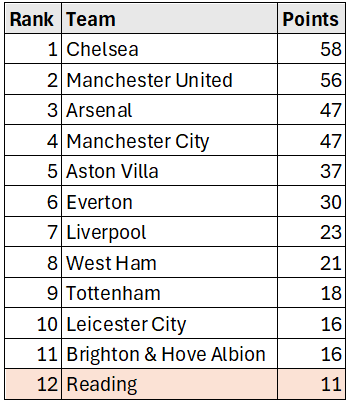 Rank Team Points
1 Chelsea 58
2 Manchester United 56
3 Arsenal 47
4 Manchester City 47
5 Aston Villa 37
6 Everton 30
7 Liverpool 23
8 West Ham 21
9 Tottenham 18
10 Leicester City 16
11 Brighton & Hove Albion 16
12 Reading 11